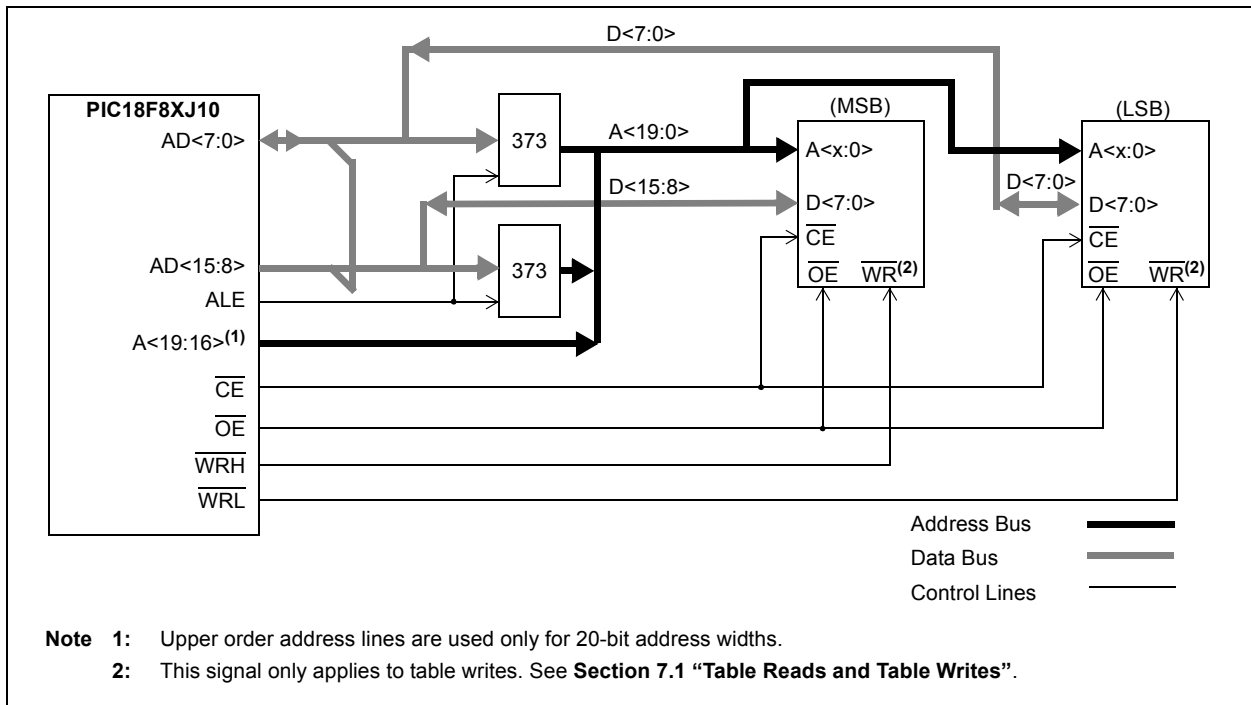 D<7:0>
PIC18F8XJ10
AD<7:0>
373
A<19:0>
(MSB)
A<x:0>
(LSB)
A<x:0>
D<15:8>
D<7:0>
D<7:0>
D<7:0>
CE
CE
AD<15:8>
373
OE WR(2)
OE WR(2)
ALE
A<19:16>(1)
CE
OE
WRH
WRL
Address Bus
Data Bus
Control Lines
Note 1: Upper order address lines are used only for 20-bit address widths.
2: This signal only applies to table writes. See Section 7.1 “Table Reads and Table Writes”.